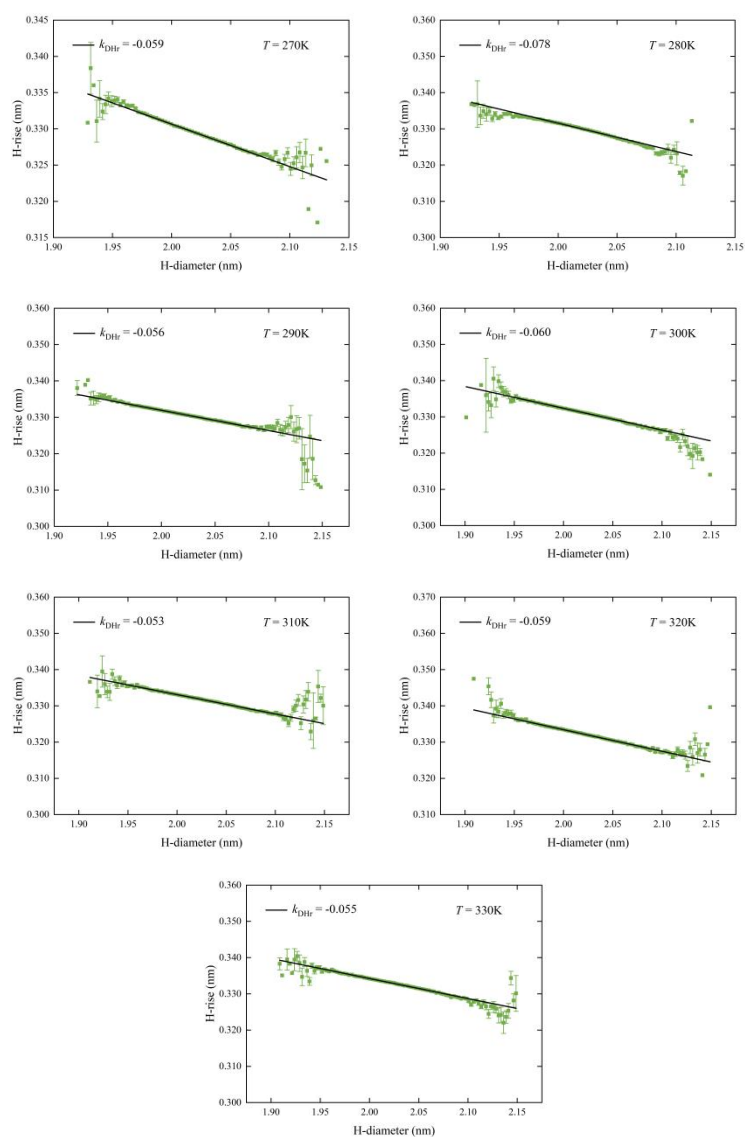 0.345
0.340
0.335
0.330
0.325
0.320
0.315
1.90 1.95 2.00 2.05 2.10 2.15
H-rise (nm)
H-diameter (nm)
kDHr = -0.059 T = 270K
0.360
0.350
0.340
0.330
0.320
0.310
0.300
1.90 1.95 2.00 2.05 2.10 2.15
H-rise (nm)
H-diameter (nm)
kDHr = -0.078 T = 280K
0.360
0.350
0.340
0.330
0.320
0.310
0.300
1.90 1.95 2.00 2.05 2.10 2.15
H-rise (nm)
H-diameter (nm)
kDHr = -0.056 T = 290K
0.360
0.350
0.340
0.330
0.320
0.310
0.300
1.90 1.95 2.00 2.05 2.10 2.15
H-rise (nm)
H-diameter (nm)
kDHr = -0.060 T = 300K
0.360
0.350
0.340
0.330
0.320
0.310
0.300
1.90 1.95 2.00 2.05 2.10 2.15
H-rise (nm)
H-diameter (nm)
kDHr = -0.053 T = 310K
0.370
0.360
0.350
0.340
0.330
0.320
0.310
1.90 1.95 2.00 2.05 2.10 2.15
H-rise (nm)
H-diameter (nm)
kDHr = -0.059 T = 320K
0.360
0.350
0.340
0.330
0.320
0.310
0.300
1.90 1.95 2.00 2.05 2.10 2.15
H-rise (nm)
H-diameter (nm)
kDHr = -0.055 T = 330K